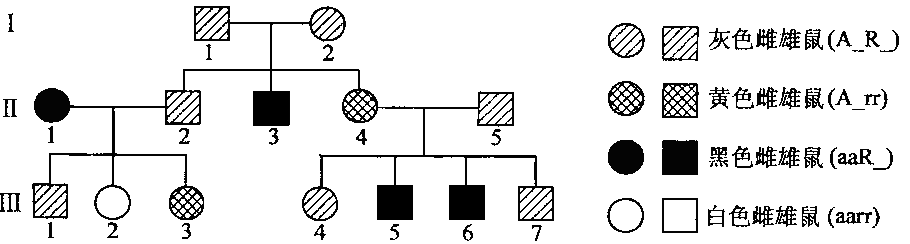 I
1 2
灰色雌雄鼠(A_R_)
II
1 2 3 4 5
黄色雌雄鼠(A_rr)
黑色雌雄鼠(aaR_)
III
1 2 3 4 5 6 7
白色雌雄鼠(aarr)